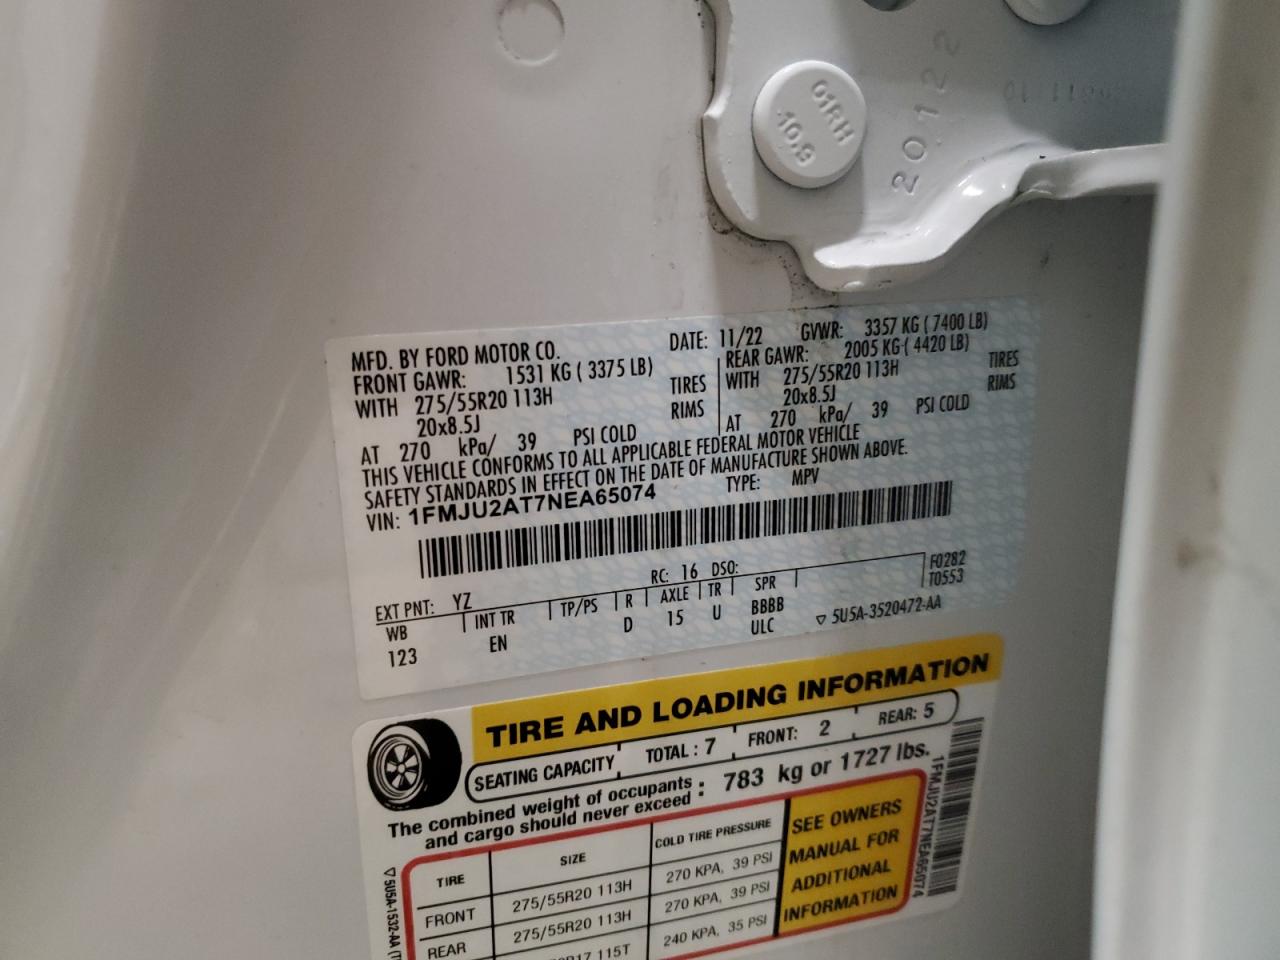 01RH
10.9
20.122
MFD. BY FORD MOTOR CO.
DATE: 11/22 GVWR: 3357 KG ( 7400 LB)
FRONT GAWR: 1531 KG ( 3375 LB)
REAR GAWR: 2005 KG ( 4420 LB)
WITH 275/55R20 113H TIRES
WITH 275/55R20 113H TIRES
20x8.5J RIMS
20x8.5J RIMS
AT 270 kPa/ 39 PSI COLD
AT 270 kPa/ 39 PSI COLD
THIS VEHICLE CONFORMS TO ALL APPLICABLE FEDERAL MOTOR VEHICLE
SAFETY STANDARDS IN EFFECT ON THE DATE OF MANUFACTURE SHOWN ABOVE.
VIN: 1FMJU2AT7NEA65074 TYPE: MPV
EXT PNT: YZ RC: 16 DSO: F0282
T0553
WB INT TR TP/PS R AXLE TR SPR
123 EN D 15 U BBBB
ULC
▽ 5U5A-3520472-AA
TIRE AND LOADING INFORMATION
SEATING CAPACITY TOTAL : 7 FRONT: 2 REAR: 5
The combined weight of occupants
and cargo should never exceed : 783 kg or 1727 lbs.
TIRE SIZE COLD TIRE PRESSURE
FRONT 275/55R20 113H 270 KPA, 39 PSI
REAR 275/55R20 113H 270 KPA, 39 PSI
115T 240 KPA, 35 PSI
SEE OWNERS
MANUAL FOR
ADDITIONAL
INFORMATION
1FMJU2AT7NEA65074
▽ 5U5A-1532-AA